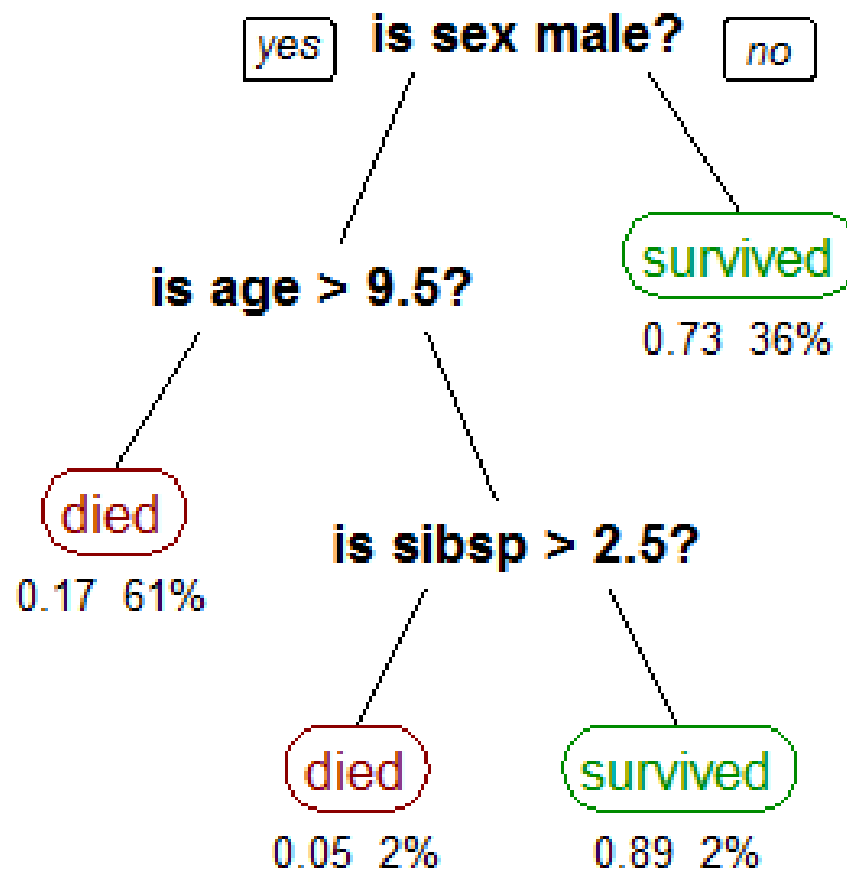 yes is sex male? no
is age > 9.5?
survived
0.73 36%
died
0.17 61%
is sibsp > 2.5?
died
0.05 2%
survived
0.89 2%